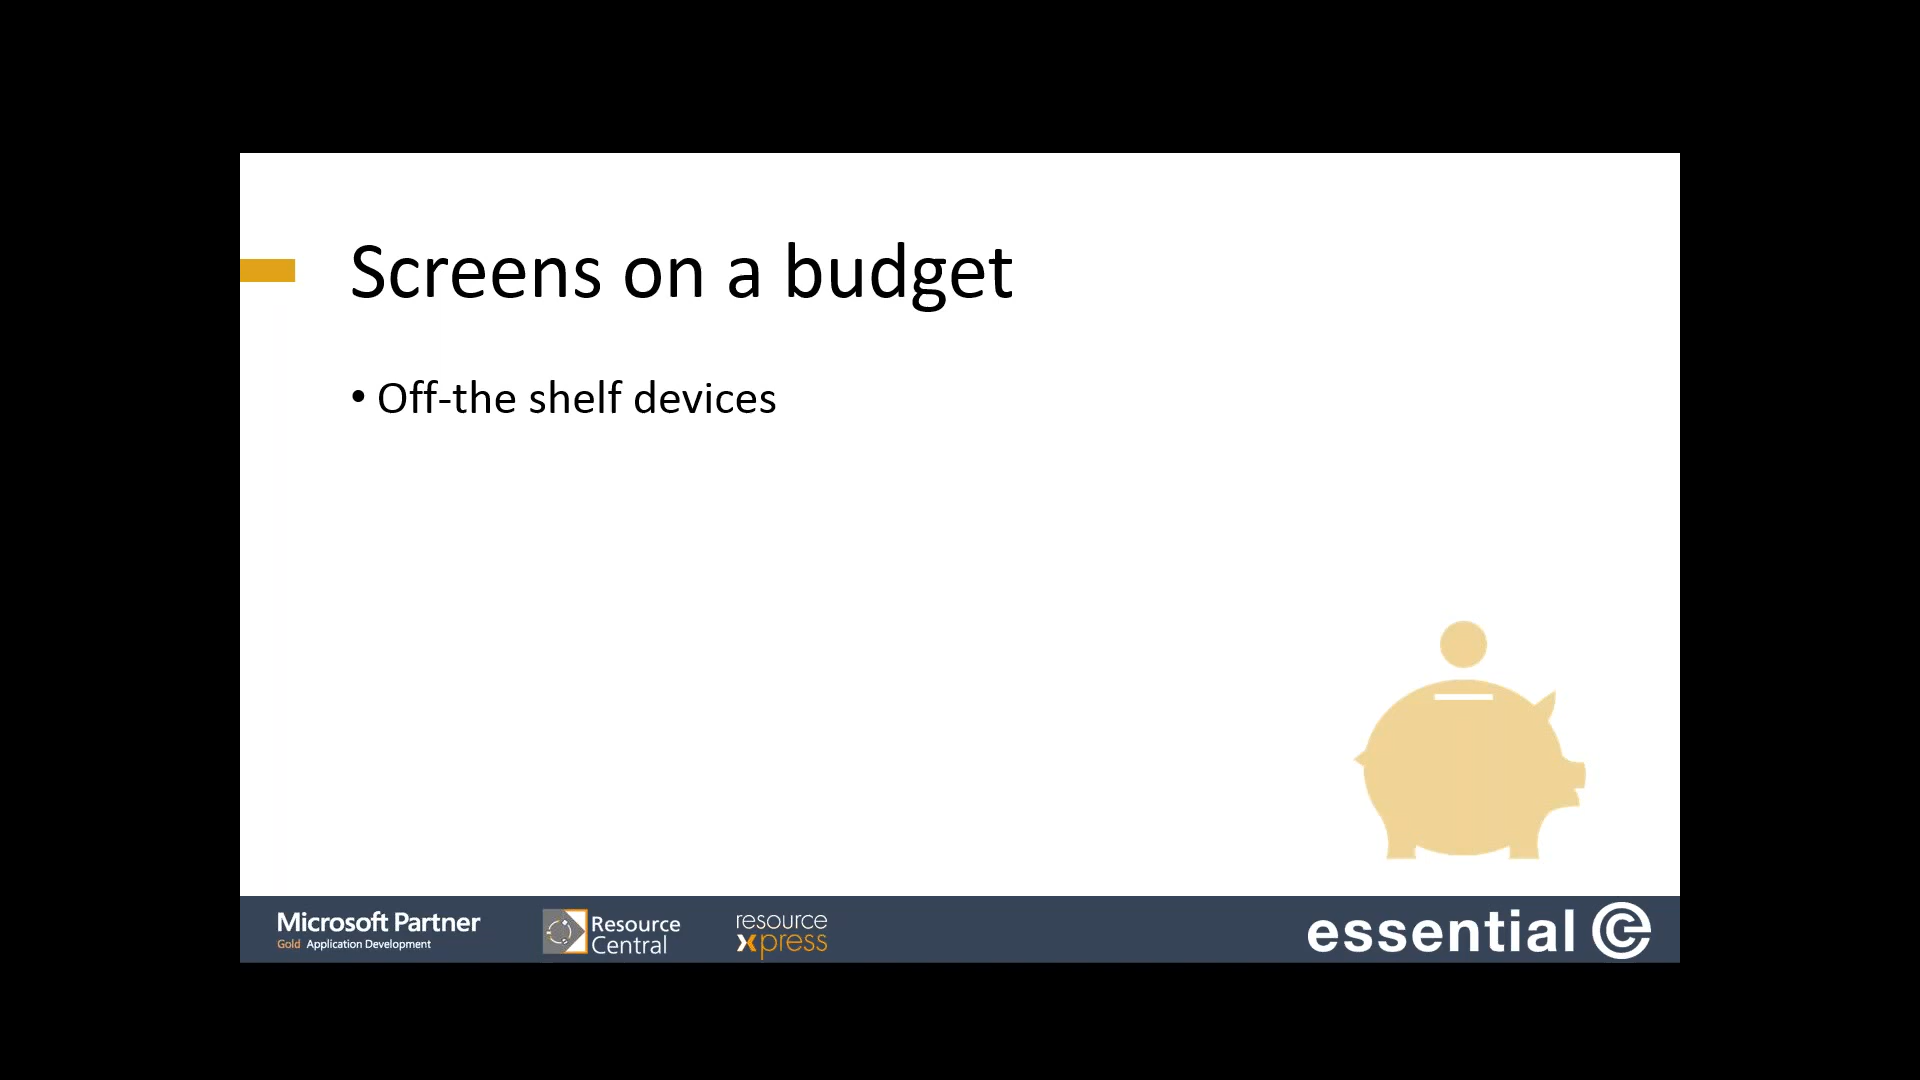 Screens on a budget
• Off-the shelf devices
Microsoft Partner
Gold Application Development
Resource
Central
resource
xpress
essential